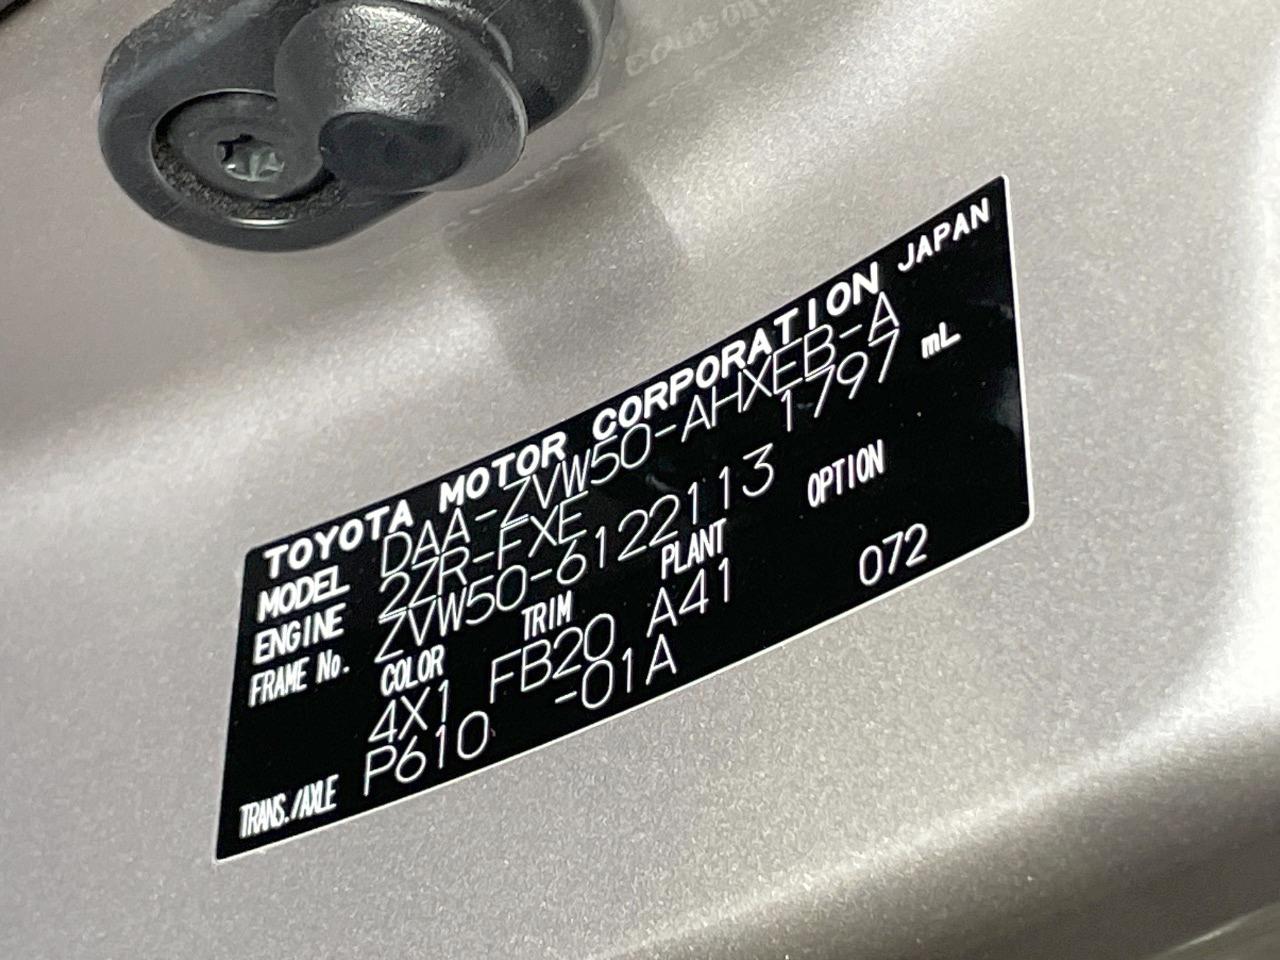 TOYOTA MOTOR CORPORATION JAPAN
MODEL DAA-ZVW50-AHXEB-A
ENGINE 2ZR-FXE 1797 mL
FRAME No. ZVW50-6122113
COLOR TRIM PLANT OPTION
4X1 FB20 A41 072
TRANS./AXLE P610 -01A